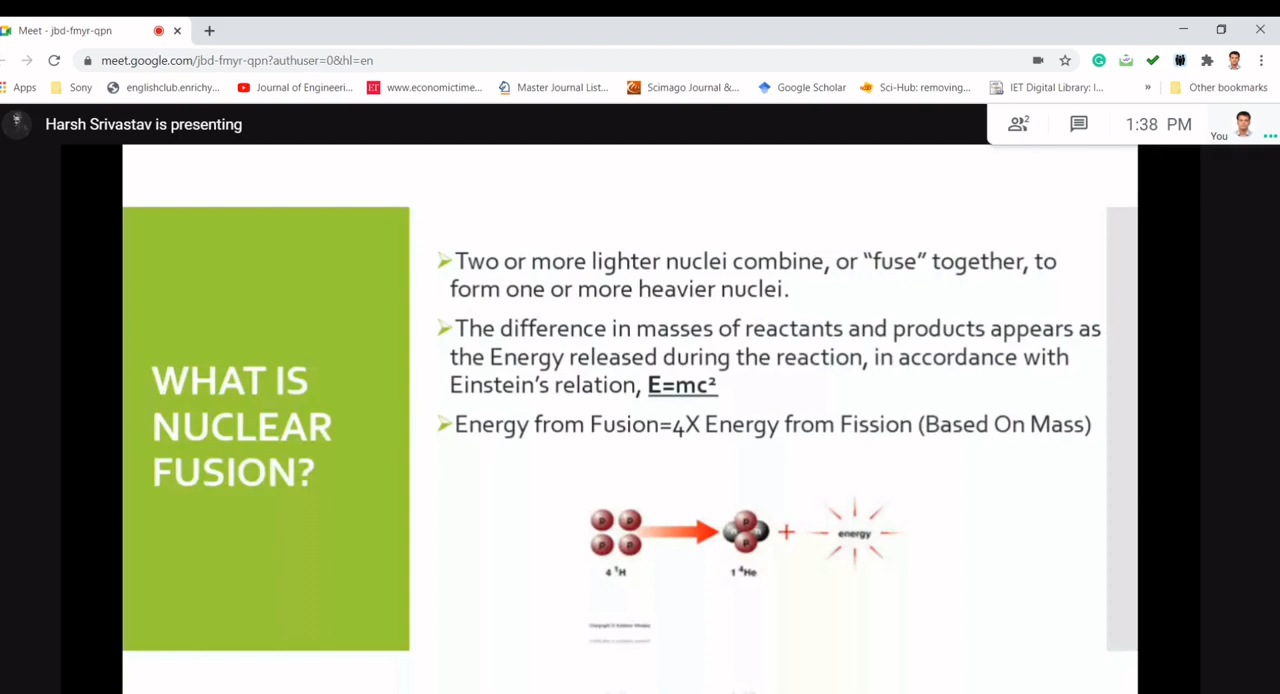 Meet - jbd-fmyr-qpn
meet.google.com/jbd-fmyr-qpn?authuser=0&hl=en
Apps Sony englishclub.enrichy... Journal of Engineeri... ET www.economictime... Master Journal List... Scimago Journal &... Google Scholar Sci-Hub: removing... IET Digital Library: I... » Other bookmarks
Harsh Srivastav is presenting
2 1:38 PM You
WHAT IS
NUCLEAR
FUSION?
Two or more lighter nuclei combine, or “fuse” together, to
form one or more heavier nuclei.
The difference in masses of reactants and products appears as
the Energy released during the reaction, in accordance with
Einstein’s relation, E=mc²
Energy from Fusion=4X Energy from Fission (Based On Mass)
P P P
P P P
+ energy
4 ¹H 1 ⁴He